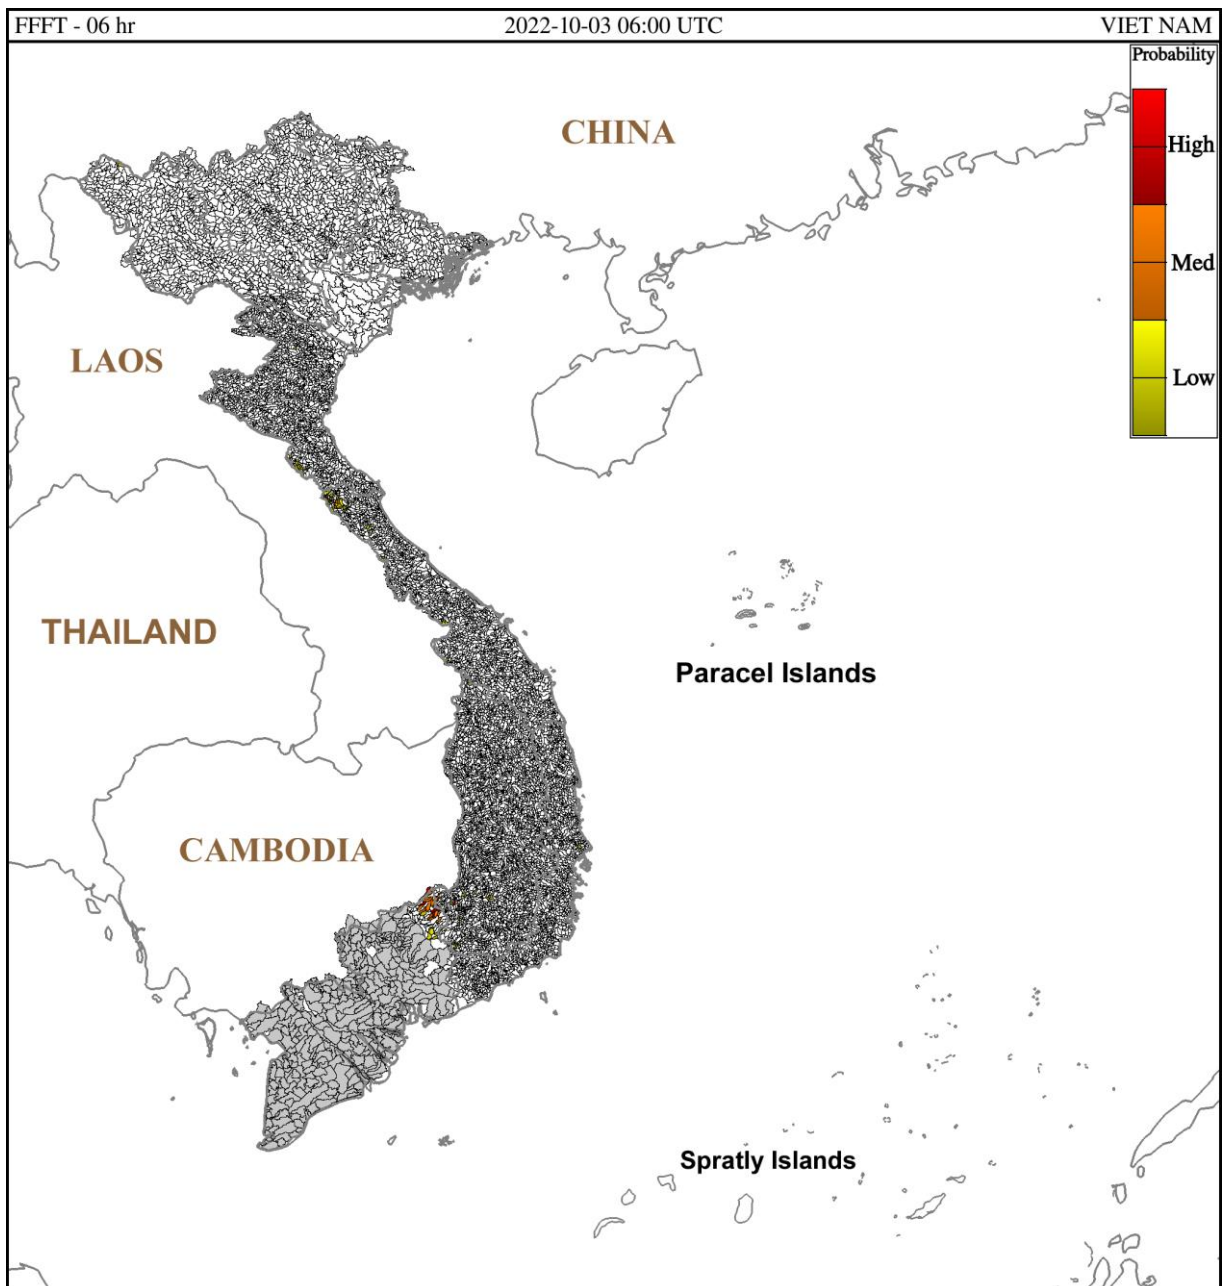 FFFT - 06 hr 2022-10-03 06:00 UTC VIET NAM
Probability
CHINA
High
Med
LAOS
Low
THAILAND
Paracel Islands
CAMBODIA
Spratly Islands